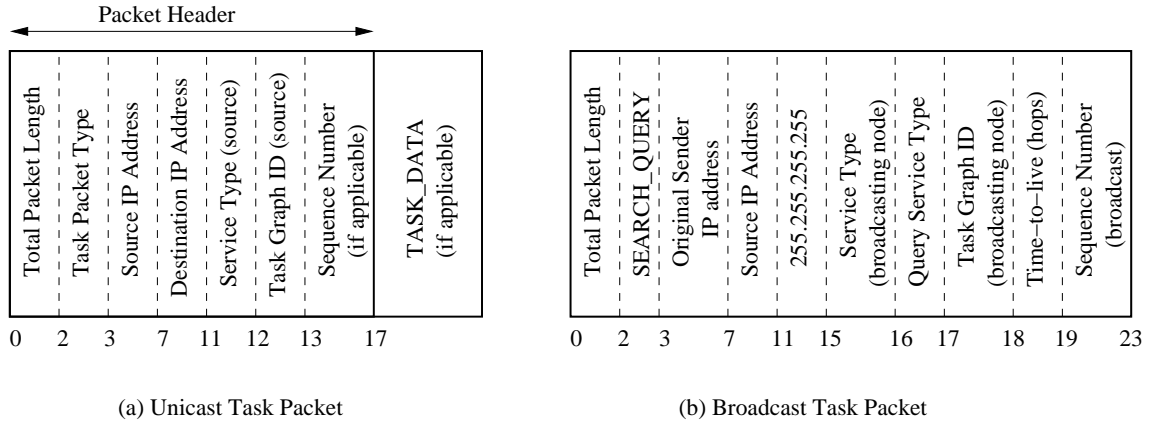 Packet Header
Total Packet Length
Task Packet Type
Source IP Address
Destination IP Address
Service Type (source)
Task Graph ID (source)
Sequence Number
(if applicable)
TASK_DATA
(if applicable)
0 2 3 7 11 12 13 17
(a) Unicast Task Packet
Total Packet Length
SEARCH_QUERY
Original Sender
IP address
Source IP Address
255.255.255.255
Service Type
(broadcasting node)
Query Service Type
Task Graph ID
(broadcasting node)
Time−to−live (hops)
Sequence Number
(broadcast)
0 2 3 7 11 15 16 17 18 19 23
(b) Broadcast Task Packet